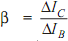 β = ΔI_C / ΔI_B